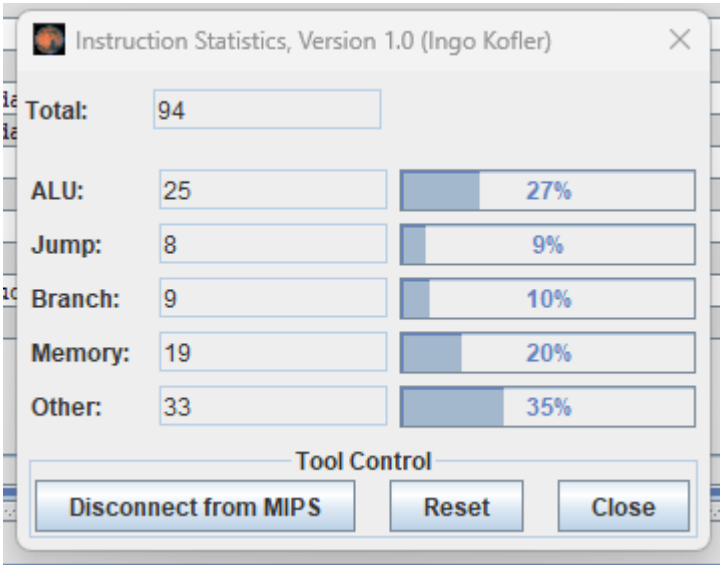 Instruction Statistics, Version 1.0 (Ingo Kofler)
Total: 94
ALU: 25 27%
Jump: 8 9%
Branch: 9 10%
Memory: 19 20%
Other: 33 35%
Tool Control
Disconnect from MIPS Reset Close